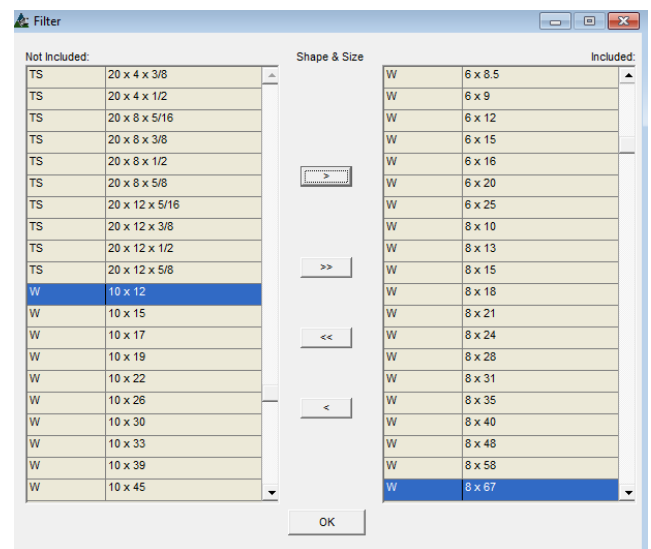 Filter
Not Included: Shape & Size Included:
TS 20 x 4 x 3/8 W 6 x 8.5
TS 20 x 4 x 1/2 W 6 x 9
TS 20 x 8 x 5/16 W 6 x 12
TS 20 x 8 x 3/8 W 6 x 15
TS 20 x 8 x 1/2 W 6 x 16
TS 20 x 8 x 5/8 > W 6 x 20
TS 20 x 12 x 5/16 W 6 x 25
TS 20 x 12 x 3/8 W 8 x 10
TS 20 x 12 x 1/2 W 8 x 13
TS 20 x 12 x 5/8 >> W 8 x 15
W 10 x 12 W 8 x 18
W 10 x 15 W 8 x 21
W 10 x 17 << W 8 x 24
W 10 x 19 W 8 x 28
W 10 x 22 W 8 x 31
W 10 x 26 < W 8 x 35
W 10 x 30 W 8 x 40
W 10 x 33 W 8 x 48
W 10 x 39 W 8 x 58
W 10 x 45 W 8 x 67
OK